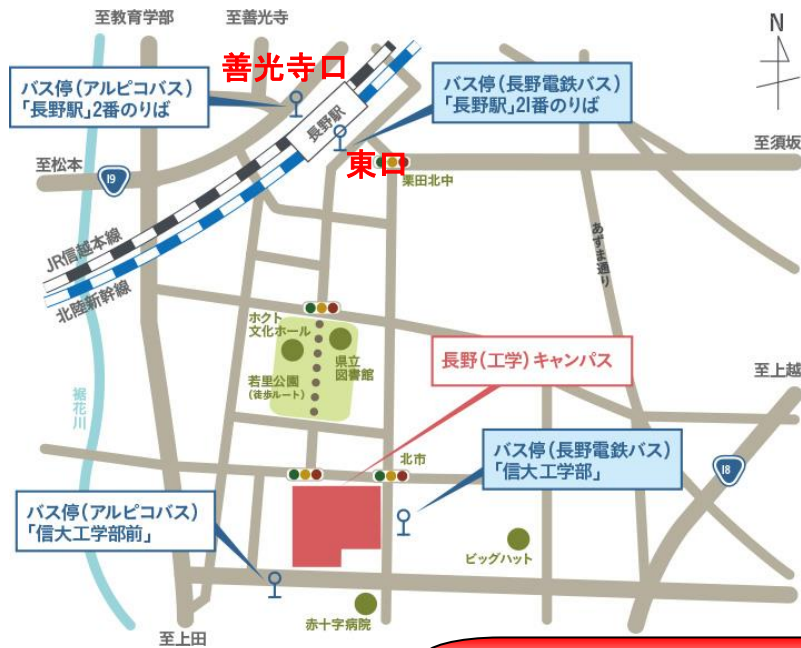 至教育学部
至善光寺
N
善光寺口
バス停(アルピコバス)
「長野駅」2番のりば
バス停(長野電鉄バス)
「長野駅」21番のりば
長野駅
至松本
東口
至須坂
19
栗田北中
あずま通り
JR信越本線
北陸新幹線
ホクト
文化ホール
県立
図書館
長野(工学)キャンパス
若里公園
(徒歩ルート)
至上越
裾花川
北市
バス停(長野電鉄バス)
「信大工学部」
18
バス停(アルピコバス)
「信大工学部前」
ビッグハット
赤十字病院
至上田